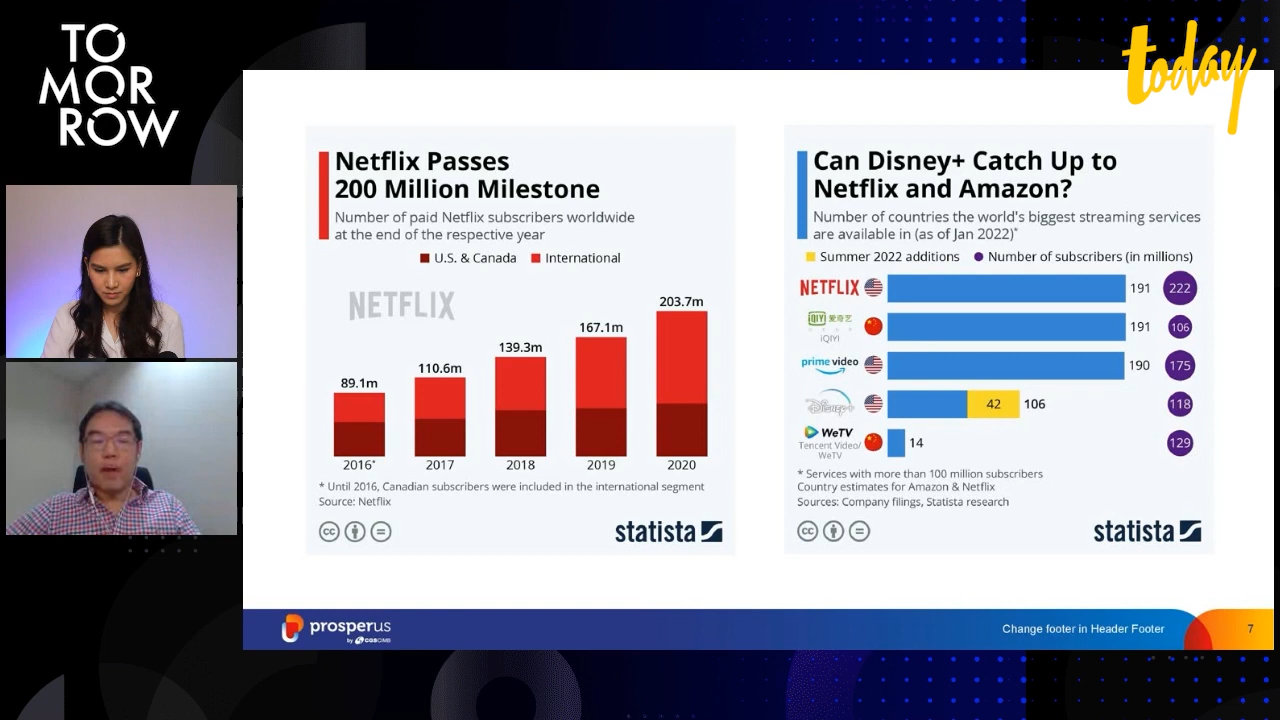 TO
MOR
ROW
today
Netflix Passes
200 Million Milestone
Number of paid Netflix subscribers worldwide
at the end of the respective year
U.S. & Canada
International
NETFLIX
89.1m
110.6m
139.3m
167.1m
203.7m
2016*
2017
2018
2019
2020
* Until 2016, Canadian subscribers were included in the international segment
Source: Netflix
cc
statista
Can Disney+ Catch Up to
Netflix and Amazon?
Number of countries the world's biggest streaming services
are available in (as of Jan 2022)*
Summer 2022 additions
Number of subscribers (in millions)
NETFLIX
191
222
iQIYI 爱奇艺
iQIYI
191
106
prime video
190
175
Disney+
42
106
118
WeTV
Tencent Video/
WeTV
14
129
* Services with more than 100 million subscribers
Country estimates for Amazon & Netflix
Sources: Company filings, Statista research
cc
statista
prosperus
by CGS CIMB
Change footer in Header Footer
7